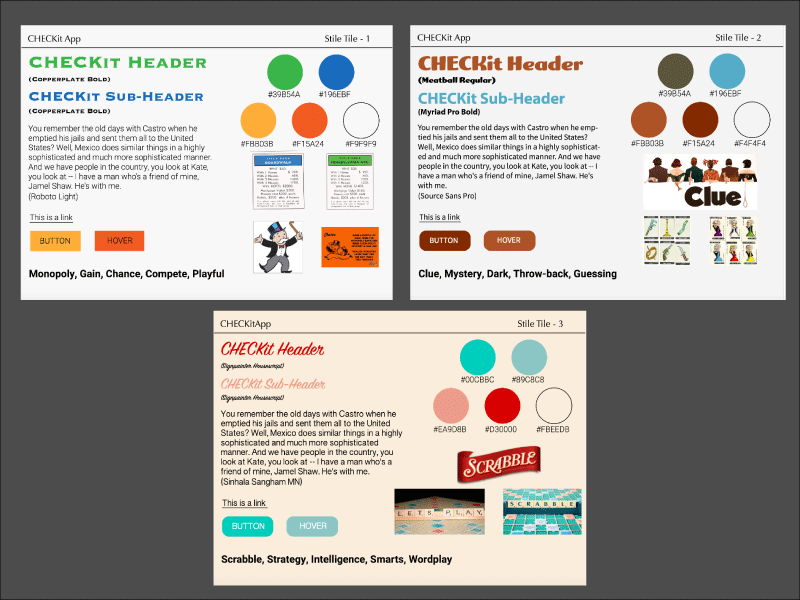 CHECKit App
Stile Tile - 1
CHECKit Header
(Copperplate Bold)
CHECKit Sub-Header
(Copperplate Bold)
You remember the old days with Castro when he
emptied his jails and sent them all to the United
States? Well, Mexico does similar things in a highly
sophisticated and much more sophisticated manner.
And we have people in the country, you look at Kate,
you look at -- I have a man who's a friend of mine,
Jamel Shaw. He's with me.
(Roboto Light)
This is a link
BUTTON
HOVER
Monopoly, Gain, Chance, Compete, Playful
#39B54A
#196EBF
#FBB03B
#F15A24
#F9F9F9
BOARDWALK
PENNSYLVANIA AVE.
CHECKit App
Stile Tile - 2
CHECKit Header
(Meatball Regular)
CHECKit Sub-Header
(Myriad Pro Bold)
You remember the old days with Castro when he emp-
tied his jails and sent them all to the United States?
Well, Mexico does similar things in a highly sophisticat-
ed and much more sophisticated manner. And we have
people in the country, you look at Kate, you look at -- I
have a man who's a friend of mine, Jamel Shaw. He's
with me.
(Source Sans Pro)
This is a link
BUTTON
HOVER
Clue, Mystery, Dark, Throw-back, Guessing
#39B54A
#196EBF
#FBB03B
#F15A24
#F4F4F4
Clue
CHECKitApp
Stile Tile - 3
CHECKit Header
(Signpainter Housescript)
CHECKit Sub-Header
(Signpainter Housescript)
You remember the old days with Castro when he
emptied his jails and sent them all to the United
States? Well, Mexico does similar things in a highly
sophisticated and much more sophisticated
manner. And we have people in the country, you
look at Kate, you look at -- I have a man who's a
friend of mine, Jamel Shaw. He's with me.
(Sinhala Sangham MN)
This is a link
BUTTON
HOVER
Scrabble, Strategy, Intelligence, Smarts, Wordplay
#00CBBC
#89C8C8
#EA9D8B
#D30000
#FBEEDB
SCRABBLE
LETS PLAY
SCRABBLE